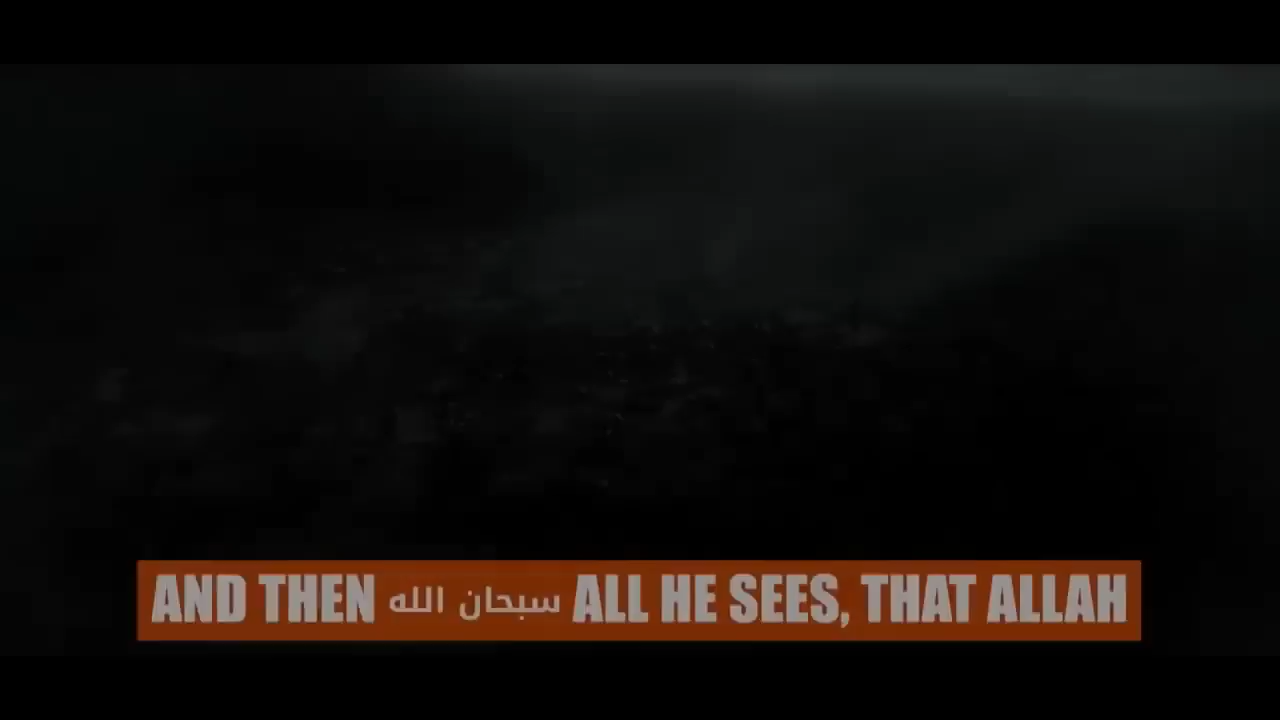 AND THEN سبحان الله ALL HE SEES, THAT ALLAH